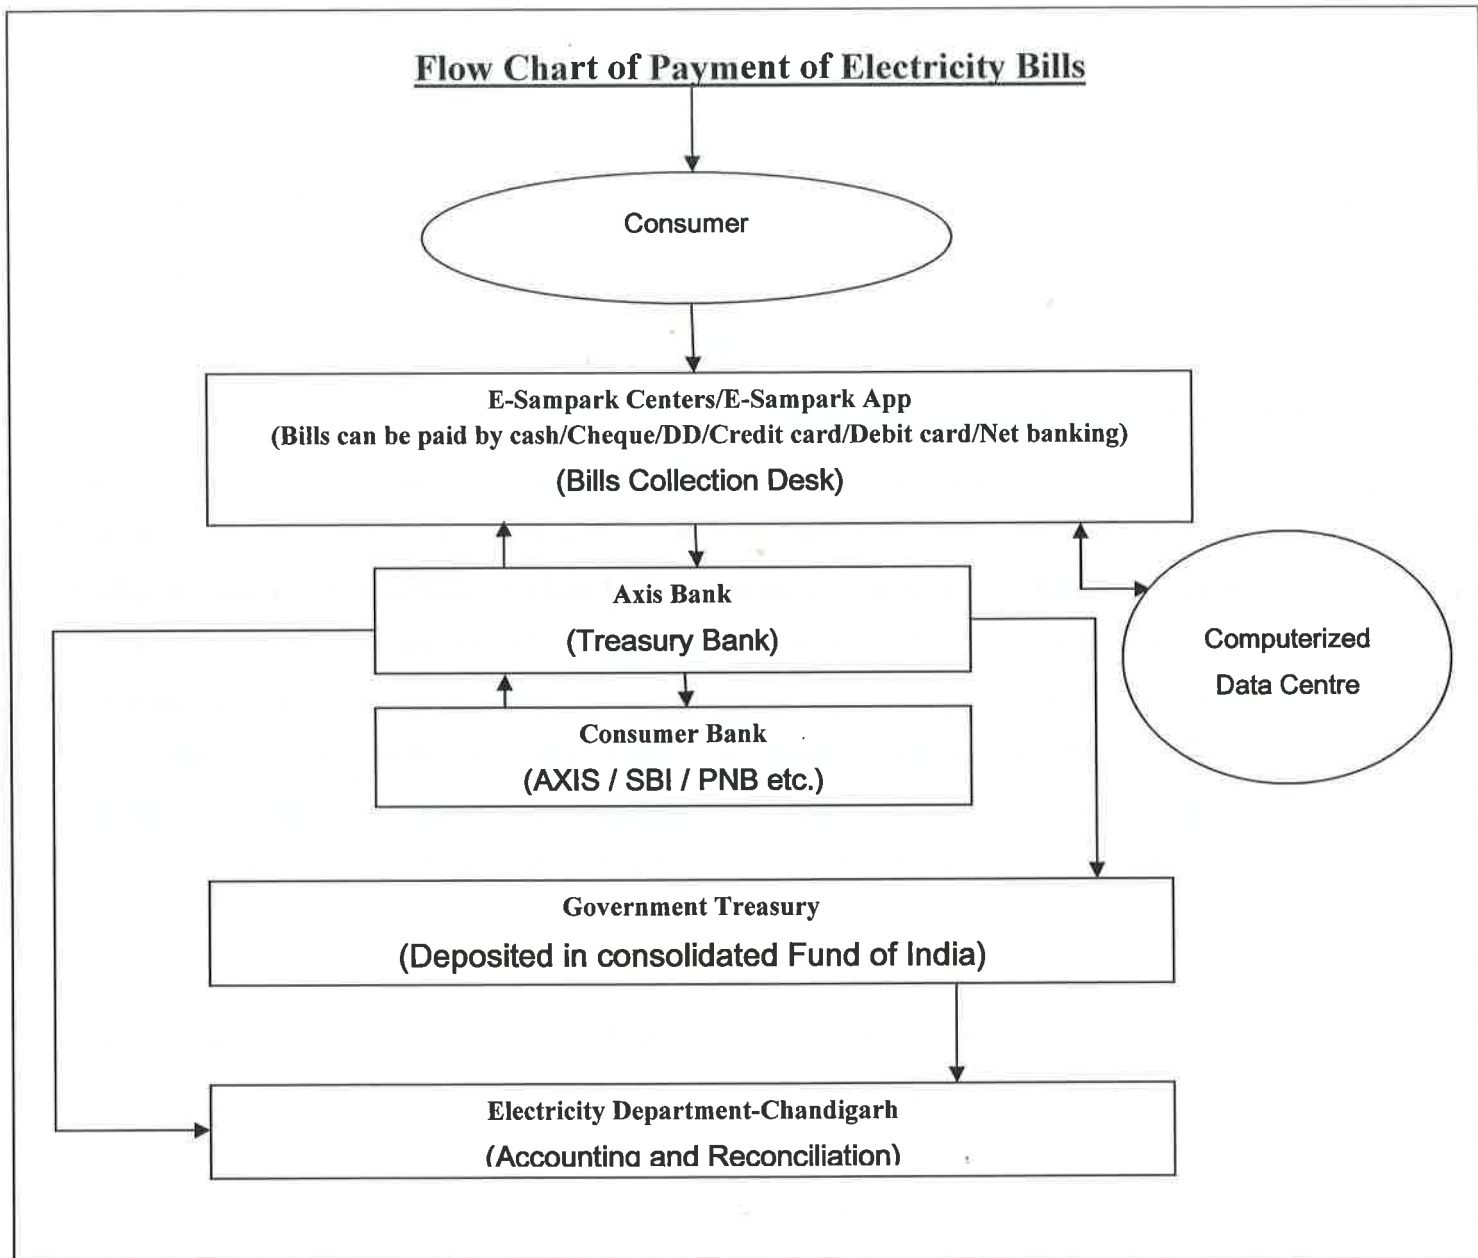 Flow Chart of Payment of Electricity Bills
Consumer
E-Sampark Centers/E-Sampark App
(Bills can be paid by cash/Cheque/DD/Credit card/Debit card/Net banking)
(Bills Collection Desk)
Axis Bank
(Treasury Bank)
Computerized
Data Centre
Consumer Bank
(AXIS / SBI / PNB etc.)
Government Treasury
(Deposited in consolidated Fund of India)
Electricity Department-Chandigarh
(Accounting and Reconciliation)